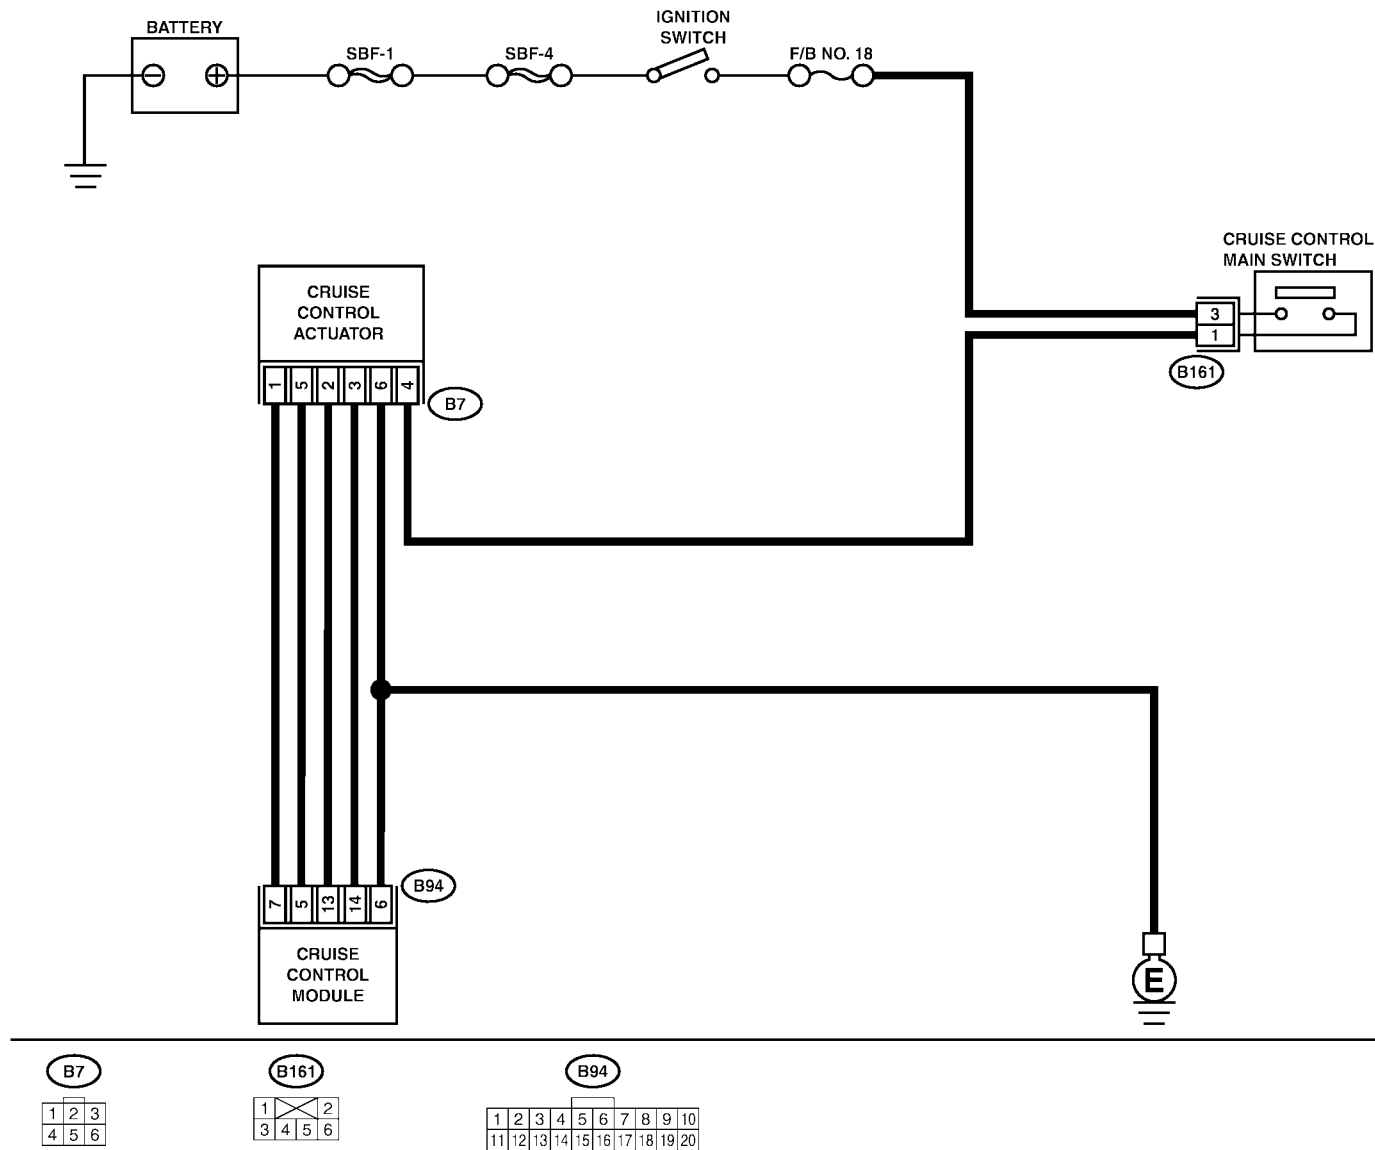 BATTERY
SBF-1
SBF-4
IGNITION
SWITCH
F/B NO. 18
CRUISE CONTROL
MAIN SWITCH
3
1
B161
CRUISE
CONTROL
ACTUATOR
1 5 2 3 6 4
B7
B94
7 5 13 14 6
CRUISE
CONTROL
MODULE
E
B7
1 2 3
4 5 6
B161
1 2
3 4 5 6
B94
1 2 3 4 5 6 7 8 9 10
11 12 13 14 15 16 17 18 19 20